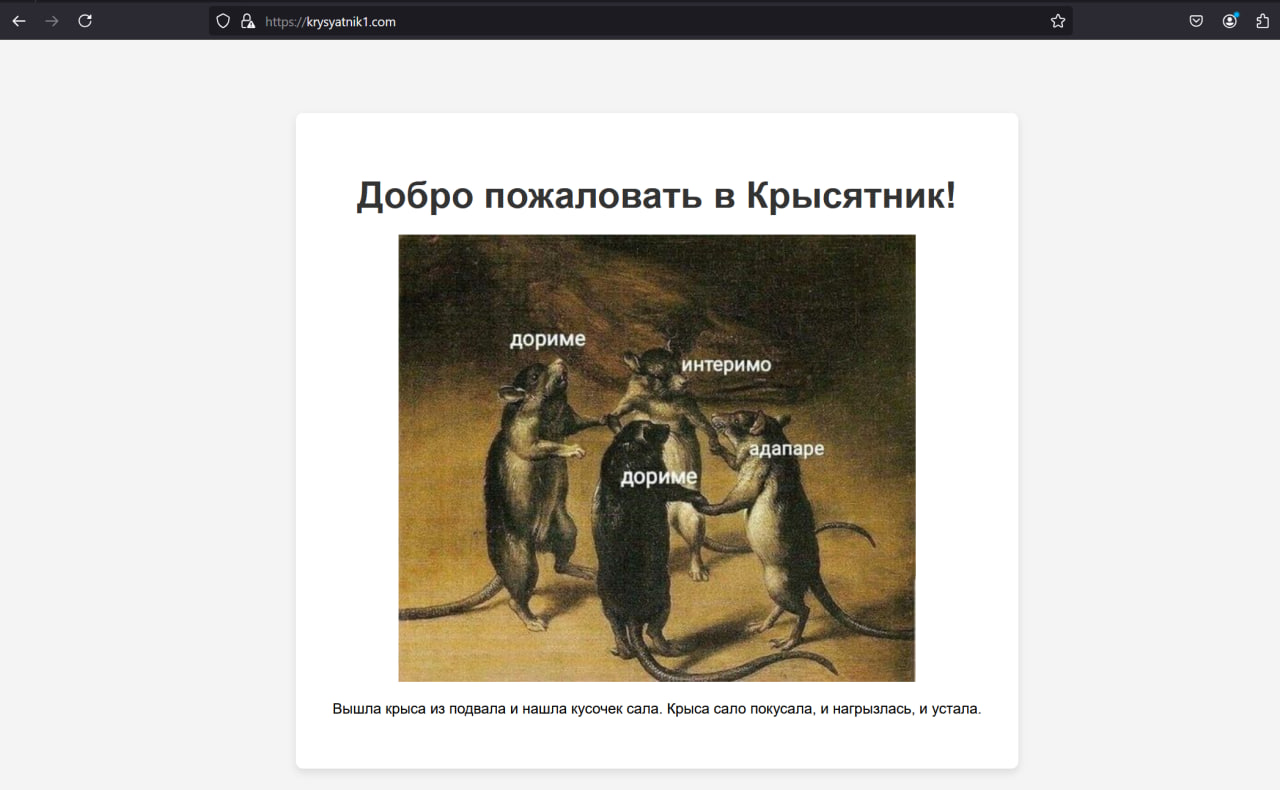 https://krysyatnik1.com
Добро пожаловать в Крысятник!
дориме
интеримо
адапаре
дориме
Вышла крыса из подвала и нашла кусочек сала. Крыса сало покусала, и нагрызлась, и устала.